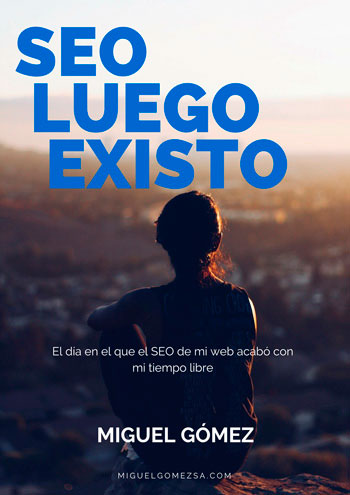 SEO
LUEGO
EXISTO
El día en el que el SEO de mi web acabó con
mi tiempo libre
MIGUEL GÓMEZ
MIGUELGOMEZSA.COM